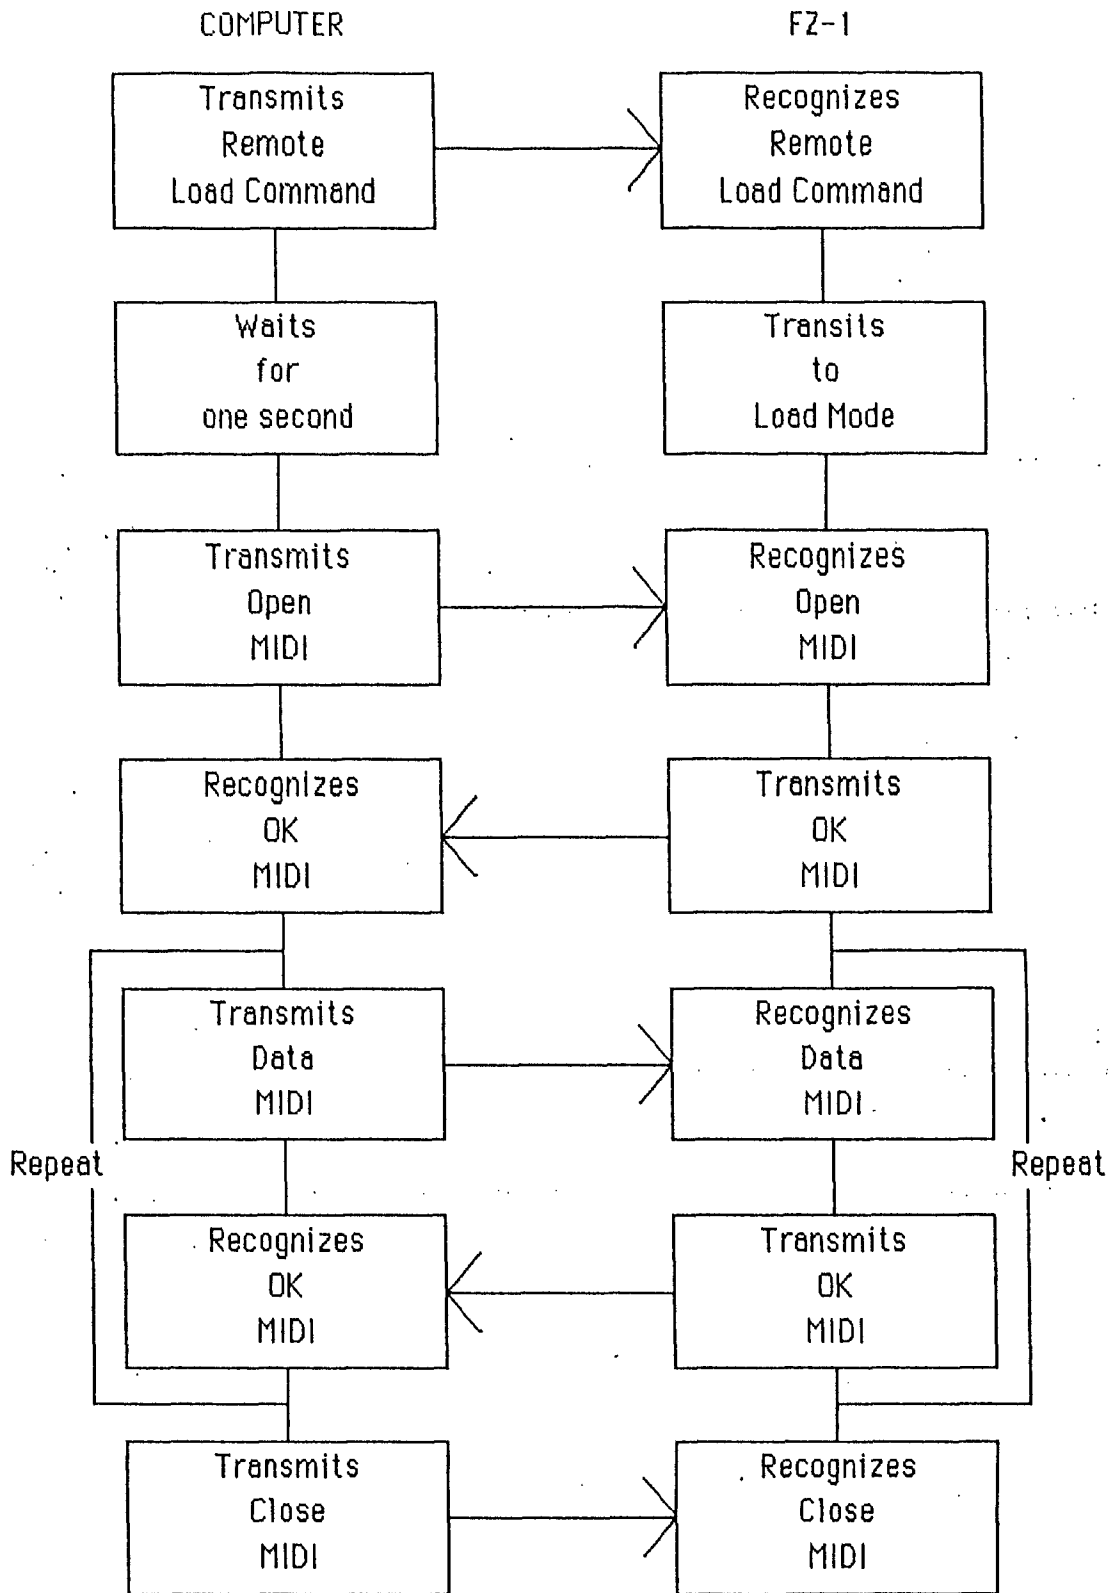 COMPUTER
FZ-1
Transmits
Remote
Load Command
Recognizes
Remote
Load Command
Waits
for
one second
Transits
to
Load Mode
Transmits
Open
MIDI
Recognizes
Open
MIDI
Recognizes
OK
MIDI
Transmits
OK
MIDI
Transmits
Data
MIDI
Recognizes
Data
MIDI
Repeat
Repeat
Recognizes
OK
MIDI
Transmits
OK
MIDI
Transmits
Close
MIDI
Recognizes
Close
MIDI